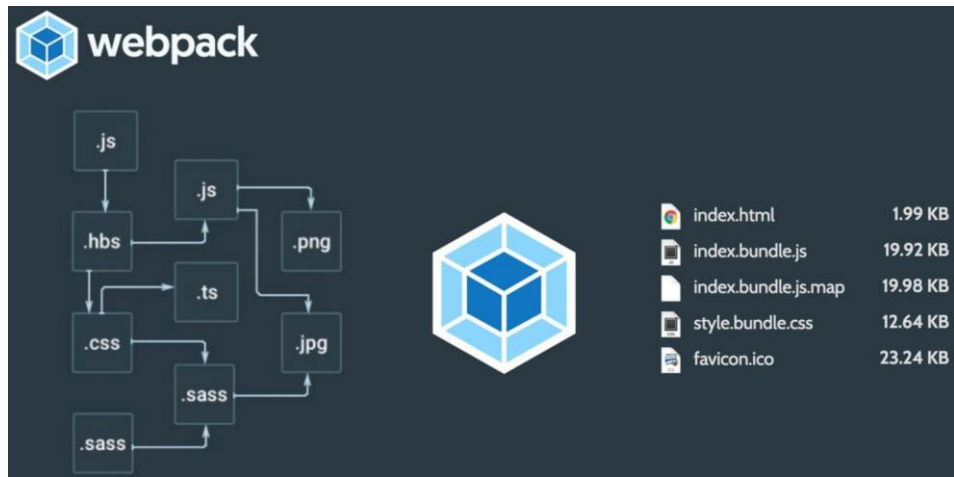 webpack
.js
.js
.hbs
.png
.ts
.css
.jpg
.sass
.sass
index.html 1.99 KB
index.bundle.js 19.92 KB
index.bundle.js.map 19.98 KB
style.bundle.css 12.64 KB
favicon.ico 23.24 KB